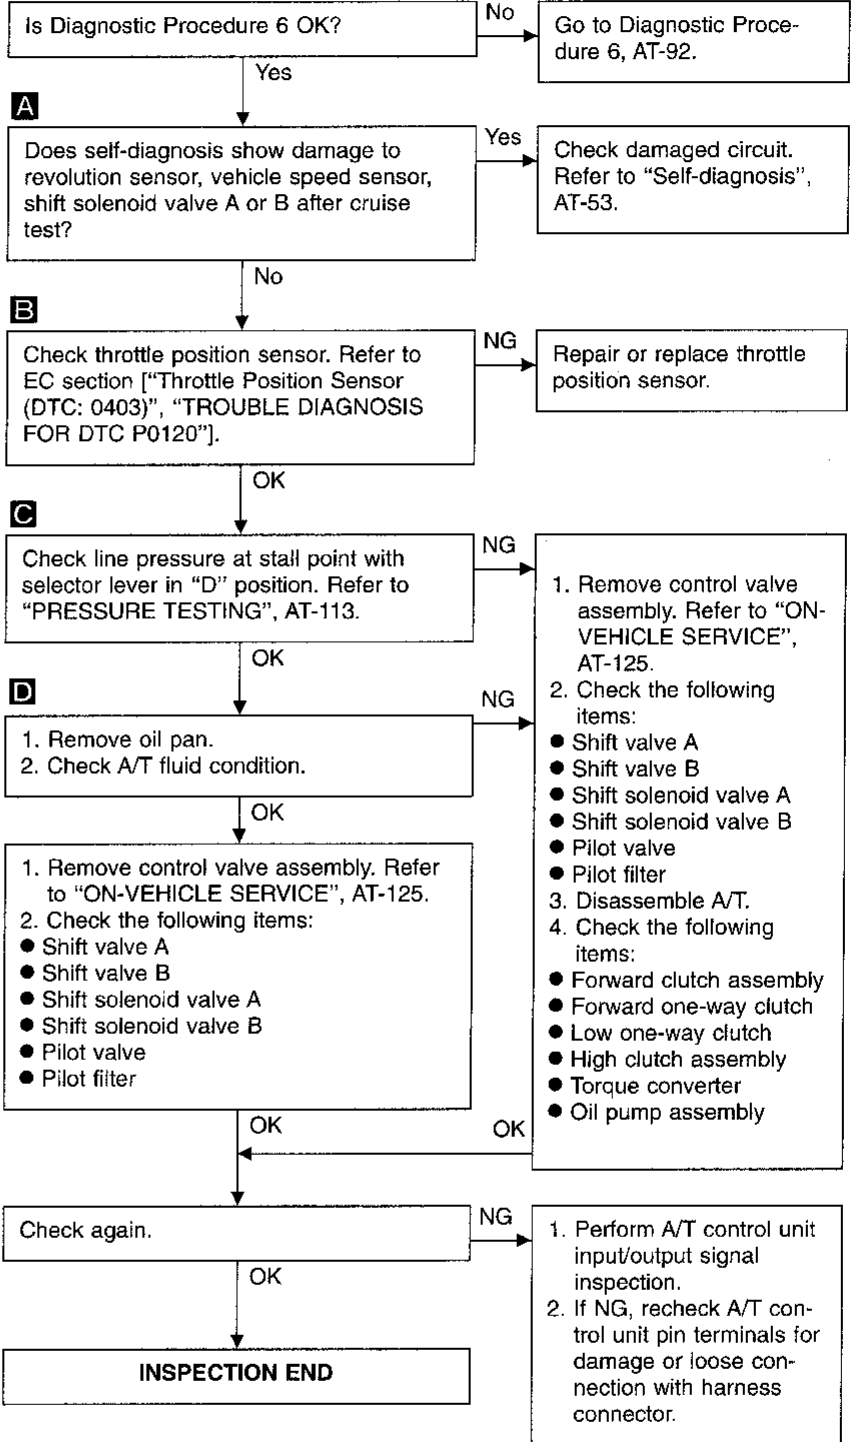 Is Diagnostic Procedure 6 OK?
No
Go to Diagnostic Proce-
dure 6, AT-92.
Yes
A
Does self-diagnosis show damage to
revolution sensor, vehicle speed sensor,
shift solenoid valve A or B after cruise
test?
Yes
Check damaged circuit.
Refer to “Self-diagnosis”,
AT-53.
No
B
Check throttle position sensor. Refer to
EC section [“Throttle Position Sensor
(DTC: 0403)”, “TROUBLE DIAGNOSIS
FOR DTC P0120”].
NG
Repair or replace throttle
position sensor.
OK
C
Check line pressure at stall point with
selector lever in “D” position. Refer to
“PRESSURE TESTING”, AT-113.
NG
OK
D
1. Remove oil pan.
2. Check A/T fluid condition.
NG
1. Remove control valve
assembly. Refer to “ON-
VEHICLE SERVICE”,
AT-125.
2. Check the following
items:
● Shift valve A
● Shift valve B
● Shift solenoid valve A
● Shift solenoid valve B
● Pilot valve
● Pilot filter
3. Disassemble A/T.
4. Check the following
items:
● Forward clutch assembly
● Forward one-way clutch
● Low one-way clutch
● High clutch assembly
● Torque converter
● Oil pump assembly
OK
1. Remove control valve assembly. Refer
to “ON-VEHICLE SERVICE”, AT-125.
2. Check the following items:
● Shift valve A
● Shift valve B
● Shift solenoid valve A
● Shift solenoid valve B
● Pilot valve
● Pilot filter
OK
OK
Check again.
NG
1. Perform A/T control unit
input/output signal
inspection.
2. If NG, recheck A/T con-
trol unit pin terminals for
damage or loose con-
nection with harness
connector.
OK
INSPECTION END